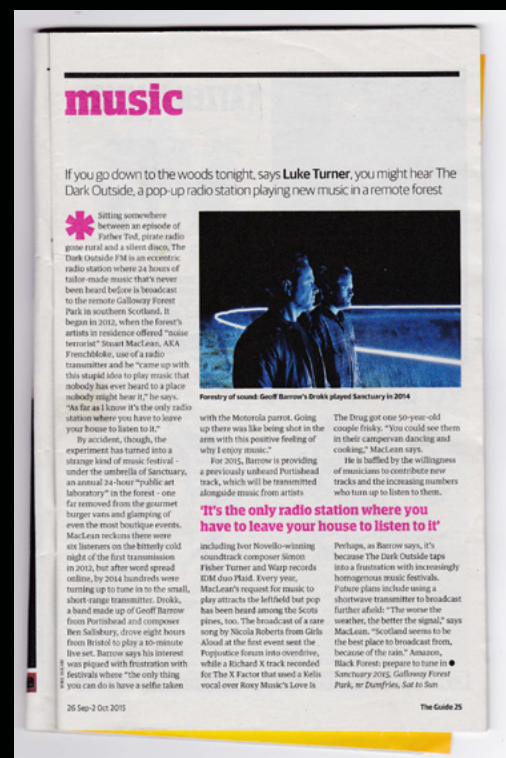 music
If you go down to the woods tonight, says Luke Turner, you might hear The
Dark Outside, a pop-up radio station playing new music in a remote forest
Sitting somewhere
between an episode of
Father Ted, pirate radio
gone rural and a silent disco, The
Dark Outside FM is an eccentric
radio station where 24 hours of
tailor-made music that's never
been heard before is broadcast
to the remote Galloway Forest
Park in southern Scotland. It
began in 2012, when the forest's
artists in residence offered "noise
terrorist" Stuart MacLean, AKA
Frenchbloke, use of a radio
transmitter and he "came up with
this stupid idea to play music that
nobody has ever heard to a place
nobody might hear it," he says.
"As far as I know it's the only radio
station where you have to leave
your house to listen to it."
By accident, though, the
experiment has turned into a
strange kind of music festival –
under the umbrella of Sanctuary,
an annual 24-hour "public art
laboratory" in the forest – one
far removed from the gourmet
burger vans and glamping of
even the most boutique events.
MacLean reckons there were
six listeners on the bitterly cold
night of the first transmission
in 2012, but after word spread
online, by 2014 hundreds were
turning up to tune in to the small,
short-range transmitter. Drokk,
a band made up of Geoff Barrow
from Portishead and composer
Ben Salisbury, drove eight hours
from Bristol to play a 10-minute
live set. Barrow says his interest
was piqued with frustration with
festivals where "the only thing
you can do is have a selfie taken
Forestry of sound: Geoff Barrow's Drokk played Sanctuary in 2014
with the Motorola parrot. Going
up there was like being shot in the
arm with this positive feeling of
why I enjoy music."
For 2015, Barrow is providing
a previously unheard Portishead
track, which will be transmitted
alongside music from artists
'It's the only radio station where you
have to leave your house to listen to it'
including Ivor Novello-winning
soundtrack composer Simon
Fisher Turner and Warp records
IDM duo Plaid. Every year,
MacLean's request for music to
play attracts the leftfield but pop
has been heard among the Scots
pines, too. The broadcast of a rare
song by Nicola Roberts from Girls
Aloud at the first event sent the
Popjustice forum into overdrive,
while a Richard X track recorded
for The X Factor that used a Kelis
vocal over Roxy Music's Love Is
The Drug got one 50-year-old
couple frisky. "You could see them
in their campervan dancing and
cooking," MacLean says.
He is baffled by the willingness
of musicians to contribute new
tracks and the increasing numbers
who turn up to listen to them.
Perhaps, as Barrow says, it's
because The Dark Outside taps
into a frustration with increasingly
homogenous music festivals.
Future plans include using a
shortwave transmitter to broadcast
further afield: "The worse the
weather, the better the signal," says
MacLean. "Scotland seems to be
the best place to broadcast from,
because of the rain." Amazon,
Black Forest: prepare to tune in ●
Sanctuary 2015, Galloway Forest
Park, nr Dumfries, Sat to Sun
26 Sep-2 Oct 2015
The Guide 25